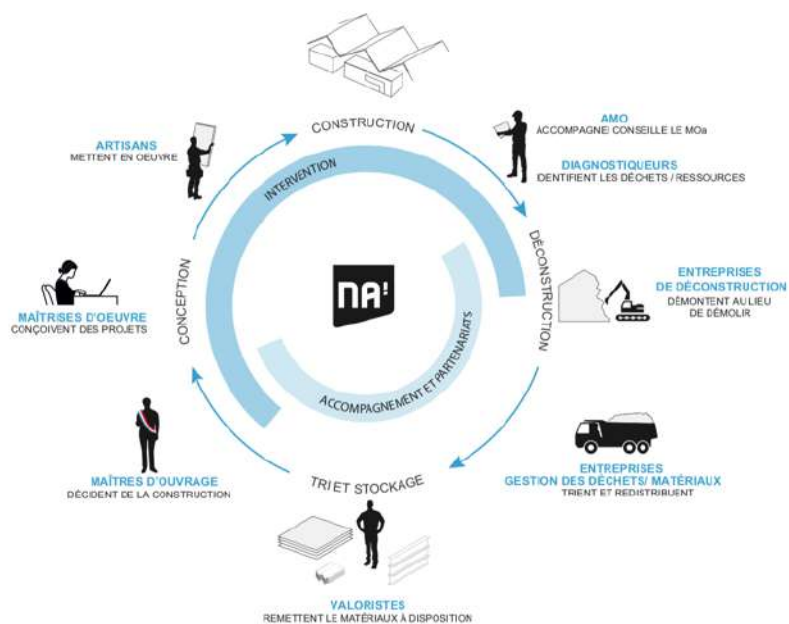 CONSTRUCTION
AMO
ACCOMPAGNE/ CONSEILLE LE MOa
DIAGNOSTIQUEURS
IDENTIFIENT LES DÉCHETS / RESSOURCES
DÉCONSTRUCTION
ENTREPRISES
DE DÉCONSTRUCTION
DÉMONTENT AU LIEU
DE DÉMOLIR
ENTREPRISES
GESTION DES DÉCHETS/ MATÉRIAUX
TRIENT ET REDISTRIBUENT
TRI ET STOCKAGE
VALORISTES
REMETTENT LE MATÉRIAUX À DISPOSITION
MAÎTRES D'OUVRAGE
DÉCIDENT DE LA CONSTRUCTION
CONCEPTION
MAÎTRISES D'OEUVRE
CONÇOIVENT DES PROJETS
ARTISANS
METTENT EN OEUVRE
INTERVENTION
ACCOMPAGNEMENT ET PARTENARIATS
NA!